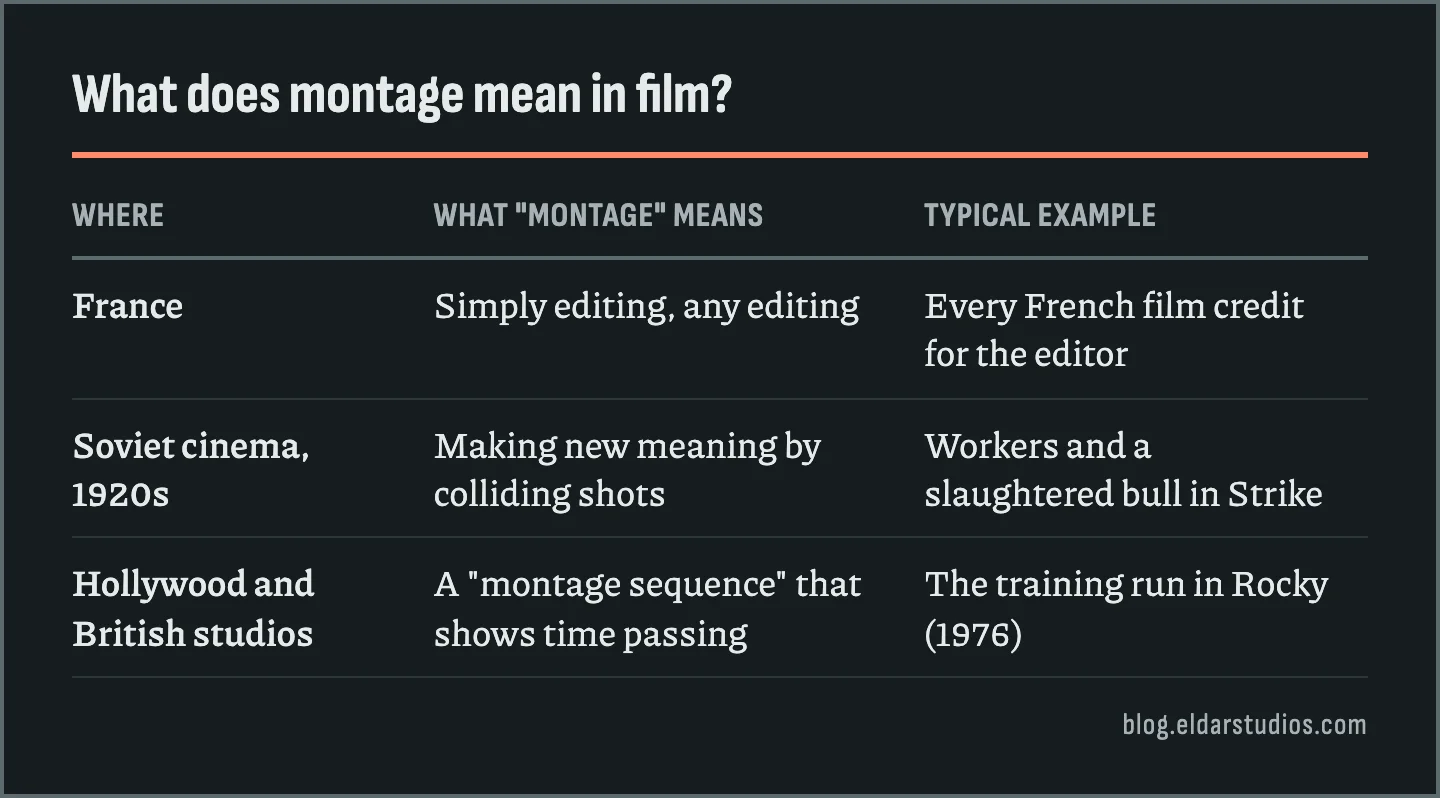 What does montage mean in film?
WHERE
WHAT "MONTAGE" MEANS
TYPICAL EXAMPLE
France
Simply editing, any editing
Every French film credit
for the editor
Soviet cinema,
1920s
Making new meaning by
colliding shots
Workers and a
slaughtered bull in Strike
Hollywood and
British studios
A "montage sequence" that
shows time passing
The training run in Rocky
(1976)
blog.eldarstudios.com